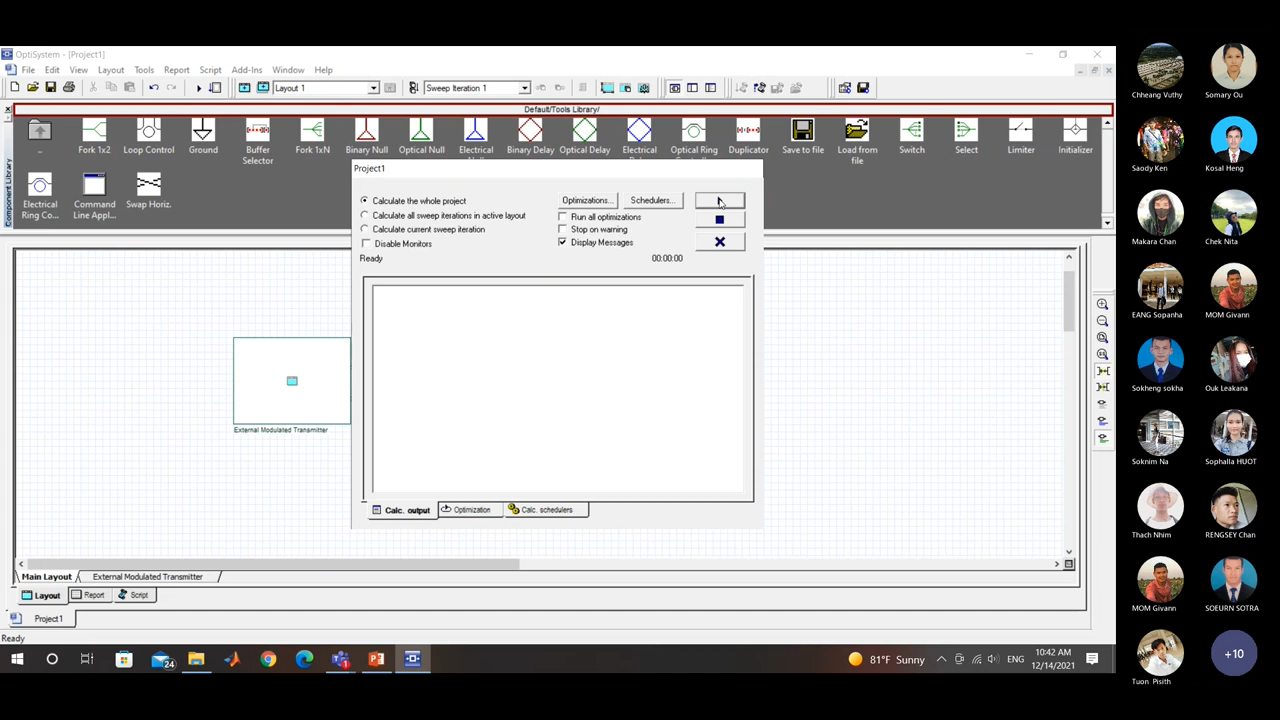 OptiSystem - [Project1]
File Edit View Layout Tools Report Script Add-Ins Window Help
Layout 1
Sweep Iteration 1
Default/Tools Library/
Component Library
..
Fork 1x2
Loop Control
Ground
Buffer Selector
Fork 1xN
Binary Null
Optical Null
Electrical Null
Binary Delay
Optical Delay
Electrical
Optical Ring
Duplicator
Save to file
Load from file
Switch
Select
Limiter
Initializer
Electrical Ring Co...
Command Line Appl...
Swap Horiz.
Project1
Calculate the whole project
Calculate all sweep iterations in active layout
Calculate current sweep iteration
Disable Monitors
Ready
Optimizations...
Schedulers...
Run all optimizations
Stop on warning
Display Messages
00:00:00
Calc. output
Optimization
Calc. schedulers
External Modulated Transmitter
Main Layout
External Modulated Transmitter
Layout
Report
Script
Project1
Ready
24
1
81°F Sunny
ENG
10:42 AM
12/14/2021
Chheang Vuthy
Somary Ou
Saody Ken
Kosal Heng
Makara Chan
Chek Nita
EANG Sopanha
MOM Givann
Sokheng sokha
Ouk Leakana
Soknim Na
Sophalla HUOT
Thach Nhim
RENGSEY Chan
MOM Givann
SOEURN SOTRA
Tuon Pisith
+10